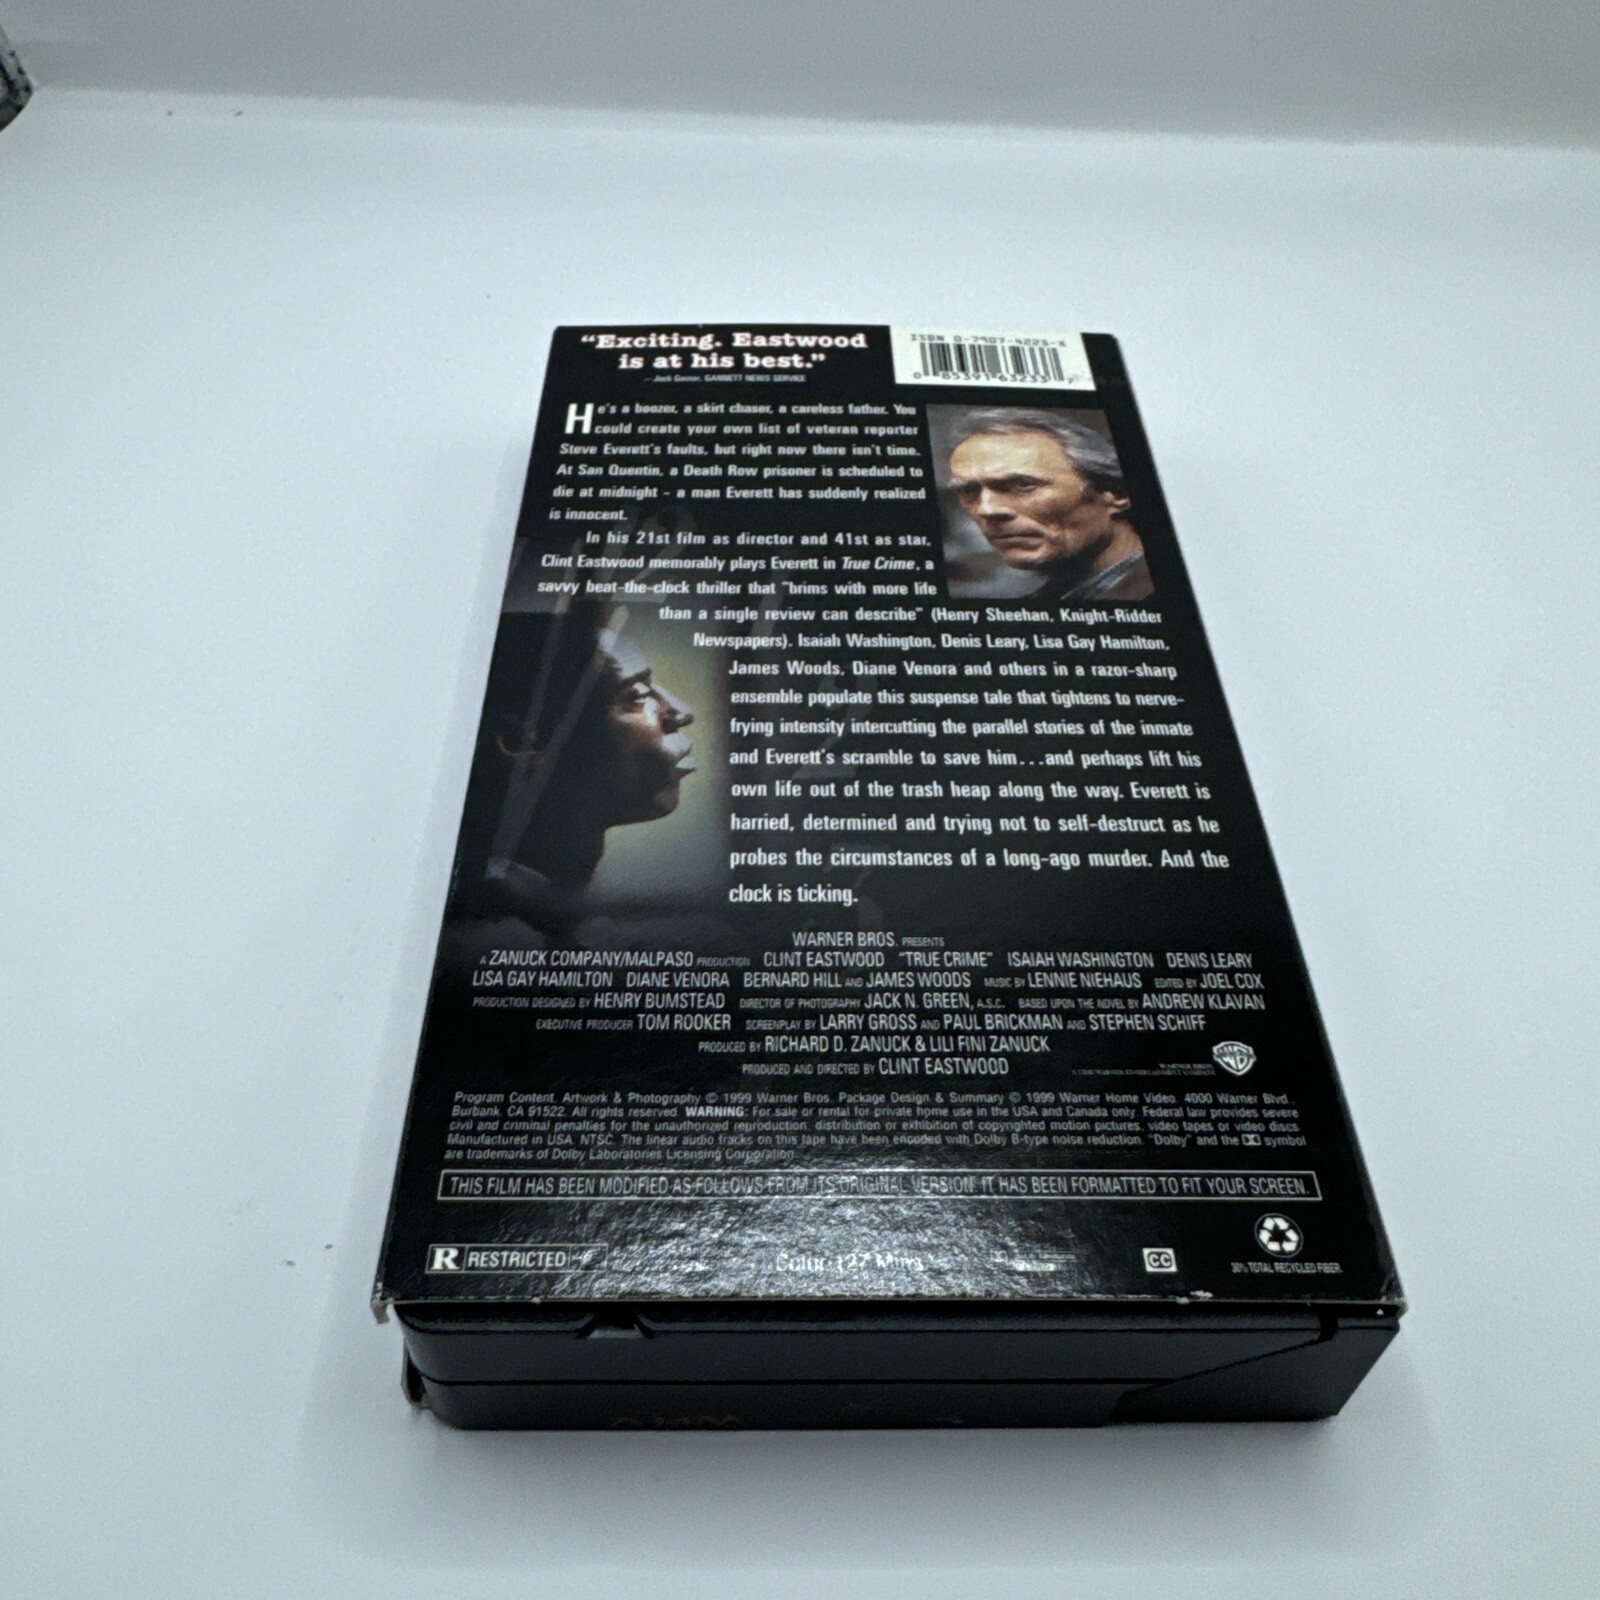 "Exciting. Eastwood
is at his best."
—Jack Garner, GANNETT NEWS SERVICE
ISBN 0-7907-4223-X
0 85391-63233 7
He's a boozer, a skirt chaser, a careless father. You
could create your own list of veteran reporter
Steve Everett's faults, but right now there isn't time.
At San Quentin, a Death Row prisoner is scheduled to
die at midnight - a man Everett has suddenly realized
is innocent.
In his 21st film as director and 41st as star,
Clint Eastwood memorably plays Everett in True Crime, a
savvy beat-the-clock thriller that "brims with more life
than a single review can describe" (Henry Sheehan, Knight-Ridder
Newspapers). Isaiah Washington, Denis Leary, Lisa Gay Hamilton,
James Woods, Diane Venora and others in a razor-sharp
ensemble populate this suspense tale that tightens to nerve-
frying intensity intercutting the parallel stories of the inmate
and Everett's scramble to save him...and perhaps lift his
own life out of the trash heap along the way. Everett is
harried, determined and trying not to self-destruct as he
probes the circumstances of a long-ago murder. And the
clock is ticking.
WARNER BROS. PRESENTS
A ZANUCK COMPANY/MALPASO PRODUCTION CLINT EASTWOOD "TRUE CRIME" ISAIAH WASHINGTON DENIS LEARY
LISA GAY HAMILTON DIANE VENORA BERNARD HILL AND JAMES WOODS MUSIC BY LENNIE NIEHAUS EDITED BY JOEL COX
PRODUCTION DESIGNED BY HENRY BUMSTEAD DIRECTOR OF PHOTOGRAPHY JACK N. GREEN, A.S.C. BASED UPON THE NOVEL BY ANDREW KLAVAN
EXECUTIVE PRODUCER TOM ROOKER SCREENPLAY BY LARRY GROSS AND PAUL BRICKMAN AND STEPHEN SCHIFF
PRODUCED BY RICHARD D. ZANUCK & LILI FINI ZANUCK
PRODUCED AND DIRECTED BY CLINT EASTWOOD
Program Content, Artwork & Photography © 1999 Warner Bros. Package Design & Summary © 1999 Warner Home Video. 4000 Warner Blvd.,
Burbank, CA 91522. All rights reserved. WARNING: For sale or rental for private home use in the USA and Canada only. Federal law provides severe
civil and criminal penalties for the unauthorized reproduction, distribution or exhibition of copyrighted motion pictures, video tapes or video discs.
Manufactured in USA. NTSC. The linear audio tracks on this tape have been encoded with Dolby B-type noise reduction. "Dolby" and the symbol
are trademarks of Dolby Laboratories Licensing Corporation.
THIS FILM HAS BEEN MODIFIED AS FOLLOWS FROM ITS ORIGINAL VERSION: IT HAS BEEN FORMATTED TO FIT YOUR SCREEN.
R RESTRICTED
Color 127 Mins.
CC
30% TOTAL RECYCLED FIBER.